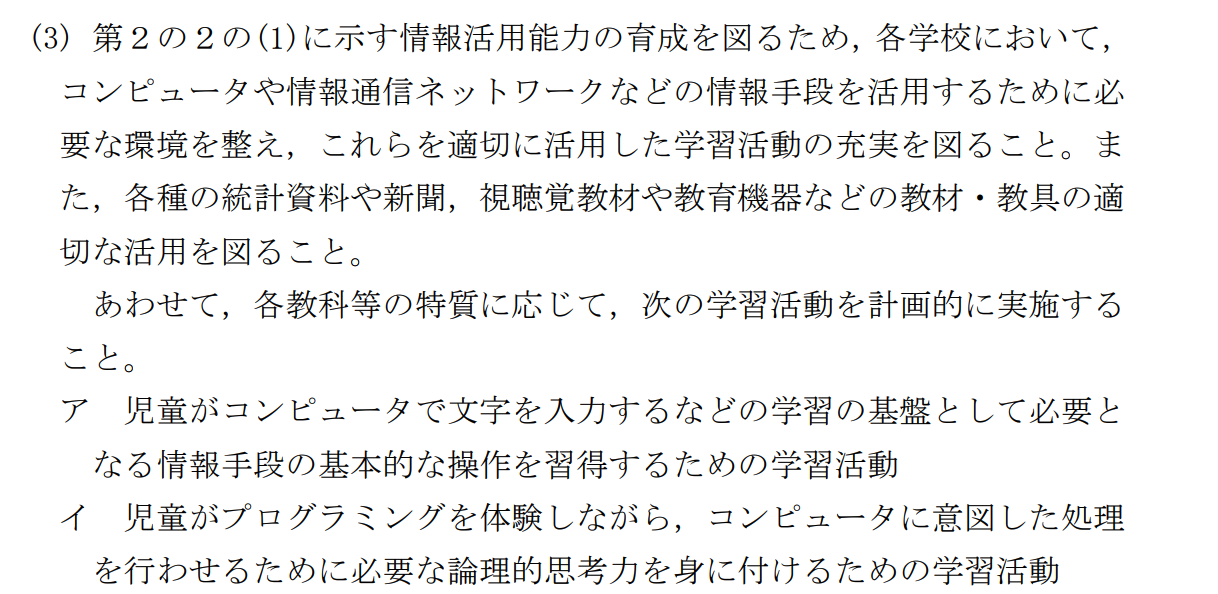 (3) 第２の２の(1)に示す情報活用能力の育成を図るため，各学校において，
コンピュータや情報通信ネットワークなどの情報手段を活用するために必
要な環境を整え，これらを適切に活用した学習活動の充実を図ること。ま
た，各種の統計資料や新聞，視聴覚教材や教育機器などの教材・教具の適
切な活用を図ること。
あわせて，各教科等の特質に応じて，次の学習活動を計画的に実施する
こと。
ア　児童がコンピュータで文字を入力するなどの学習の基盤として必要と
なる情報手段の基本的な操作を習得するための学習活動
イ　児童がプログラミングを体験しながら，コンピュータに意図した処理
を行わせるために必要な論理的思考力を身に付けるための学習活動